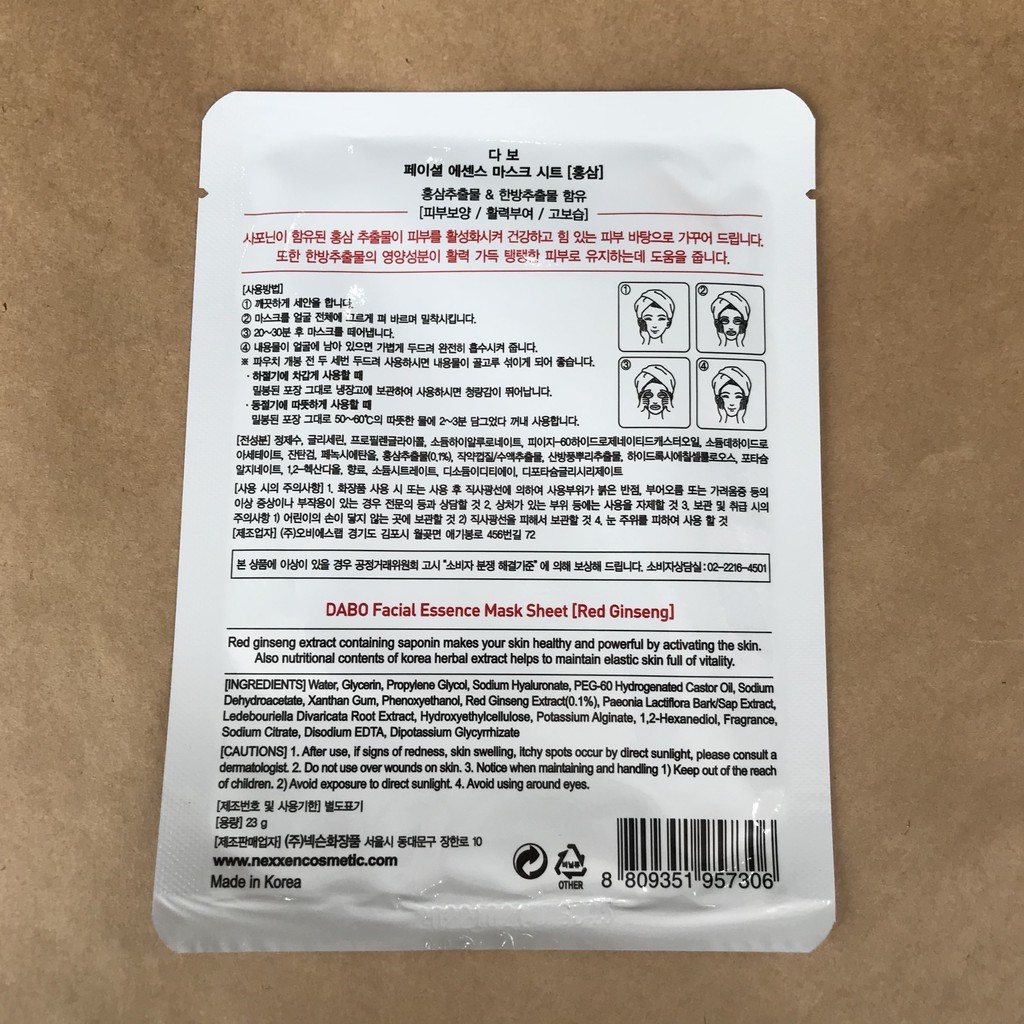 다보
페이셜 에센스 마스크 시트 [홍삼]
홍삼추출물 & 한방추출물 함유
[피부보양 / 활력부여 / 고보습]
사포닌이 함유된 홍삼 추출물이 피부를 활성화시켜 건강하고 힘 있는 피부 바탕으로 가꾸어 드립니다.
또한 한방추출물의 영양성분이 활력 가득 탱탱한 피부로 유지하는데 도움을 줍니다.
[사용방법]
① 깨끗하게 세안을 합니다.
② 마스크를 얼굴 전체에 고르게 펴 바르며 밀착시킵니다.
③ 20~30분 후 마스크를 떼어냅니다.
④ 내용물이 얼굴에 남아 있으면 가볍게 두드려 완전히 흡수시켜 줍니다.
※ 파우치 개봉 전 두 세번 두드려 사용하시면 내용물이 골고루 섞이게 되어 좋습니다.
· 하절기에 차갑게 사용할 때
밀봉된 포장 그대로 냉장고에 보관하여 사용하시면 청량감이 뛰어납니다.
· 동절기에 따뜻하게 사용할 때
밀봉된 포장 그대로 50~60℃의 따뜻한 물에 2~3분 담그었다 꺼내 사용합니다.
① ②
③ ④
[전성분] 정제수, 글리세린, 프로필렌글라이콜, 소듐하이알루로네이트, 피이지-60하이드로제네이티드캐스터오일, 소듐데하이드로
아세테이트, 잔탄검, 페녹시에탄올, 홍삼추출물(0.1%), 작약껍질/수액추출물, 산방풍뿌리추출물, 하이드록시에칠셀룰로오스, 포타슘
알지네이트, 1,2-헥산디올, 향료, 소듐시트레이트, 디소듐이디티에이, 디포타슘글리시리제이트
[사용 시의 주의사항] 1. 화장품 사용 시 또는 사용 후 직사광선에 의하여 사용부위가 붉은 반점, 부어오름 또는 가려움증 등의
이상 증상이나 부작용이 있는 경우 전문의 등과 상담할 것 2. 상처가 있는 부위 등에는 사용을 자제할 것 3. 보관 및 취급 시의
주의사항 1) 어린이의 손이 닿지 않는 곳에 보관할 것 2) 직사광선을 피해서 보관할 것 4. 눈 주위를 피하여 사용 할 것
[제조업자] (주)오비에스랩 경기도 김포시 월곶면 애기봉로 456번길 72
본 상품에 이상이 있을 경우 공정거래위원회 고시 "소비자 분쟁 해결기준" 에 의해 보상해 드립니다. 소비자상담실 : 02-2216-4501
DABO Facial Essence Mask Sheet [Red Ginseng]
Red ginseng extract containing saponin makes your skin healthy and powerful by activating the skin.
Also nutritional contents of korea herbal extract helps to maintain elastic skin full of vitality.
[INGREDIENTS] Water, Glycerin, Propylene Glycol, Sodium Hyaluronate, PEG-60 Hydrogenated Castor Oil, Sodium
Dehydroacetate, Xanthan Gum, Phenoxyethanol, Red Ginseng Extract(0.1%), Paeonia Lactiflora Bark/Sap Extract,
Ledebouriella Divaricata Root Extract, Hydroxyethylcellulose, Potassium Alginate, 1,2-Hexanediol, Fragrance,
Sodium Citrate, Disodium EDTA, Dipotassium Glycyrrhizate
[CAUTIONS] 1. After use, if signs of redness, skin swelling, itchy spots occur by direct sunlight, please consult a
dermatologist. 2. Do not use over wounds on skin. 3. Notice when maintaining and handling 1) Keep out of the reach
of children. 2) Avoid exposure to direct sunlight. 4. Avoid using around eyes.
[제조번호 및 사용기한] 별도표기
[용량] 23 g
[제조판매업자] (주)넥슨화장품 서울시 동대문구 장한로 10
www.nexxencosmetic.com
Made in Korea
비닐류
OTHER
8 809351 957306